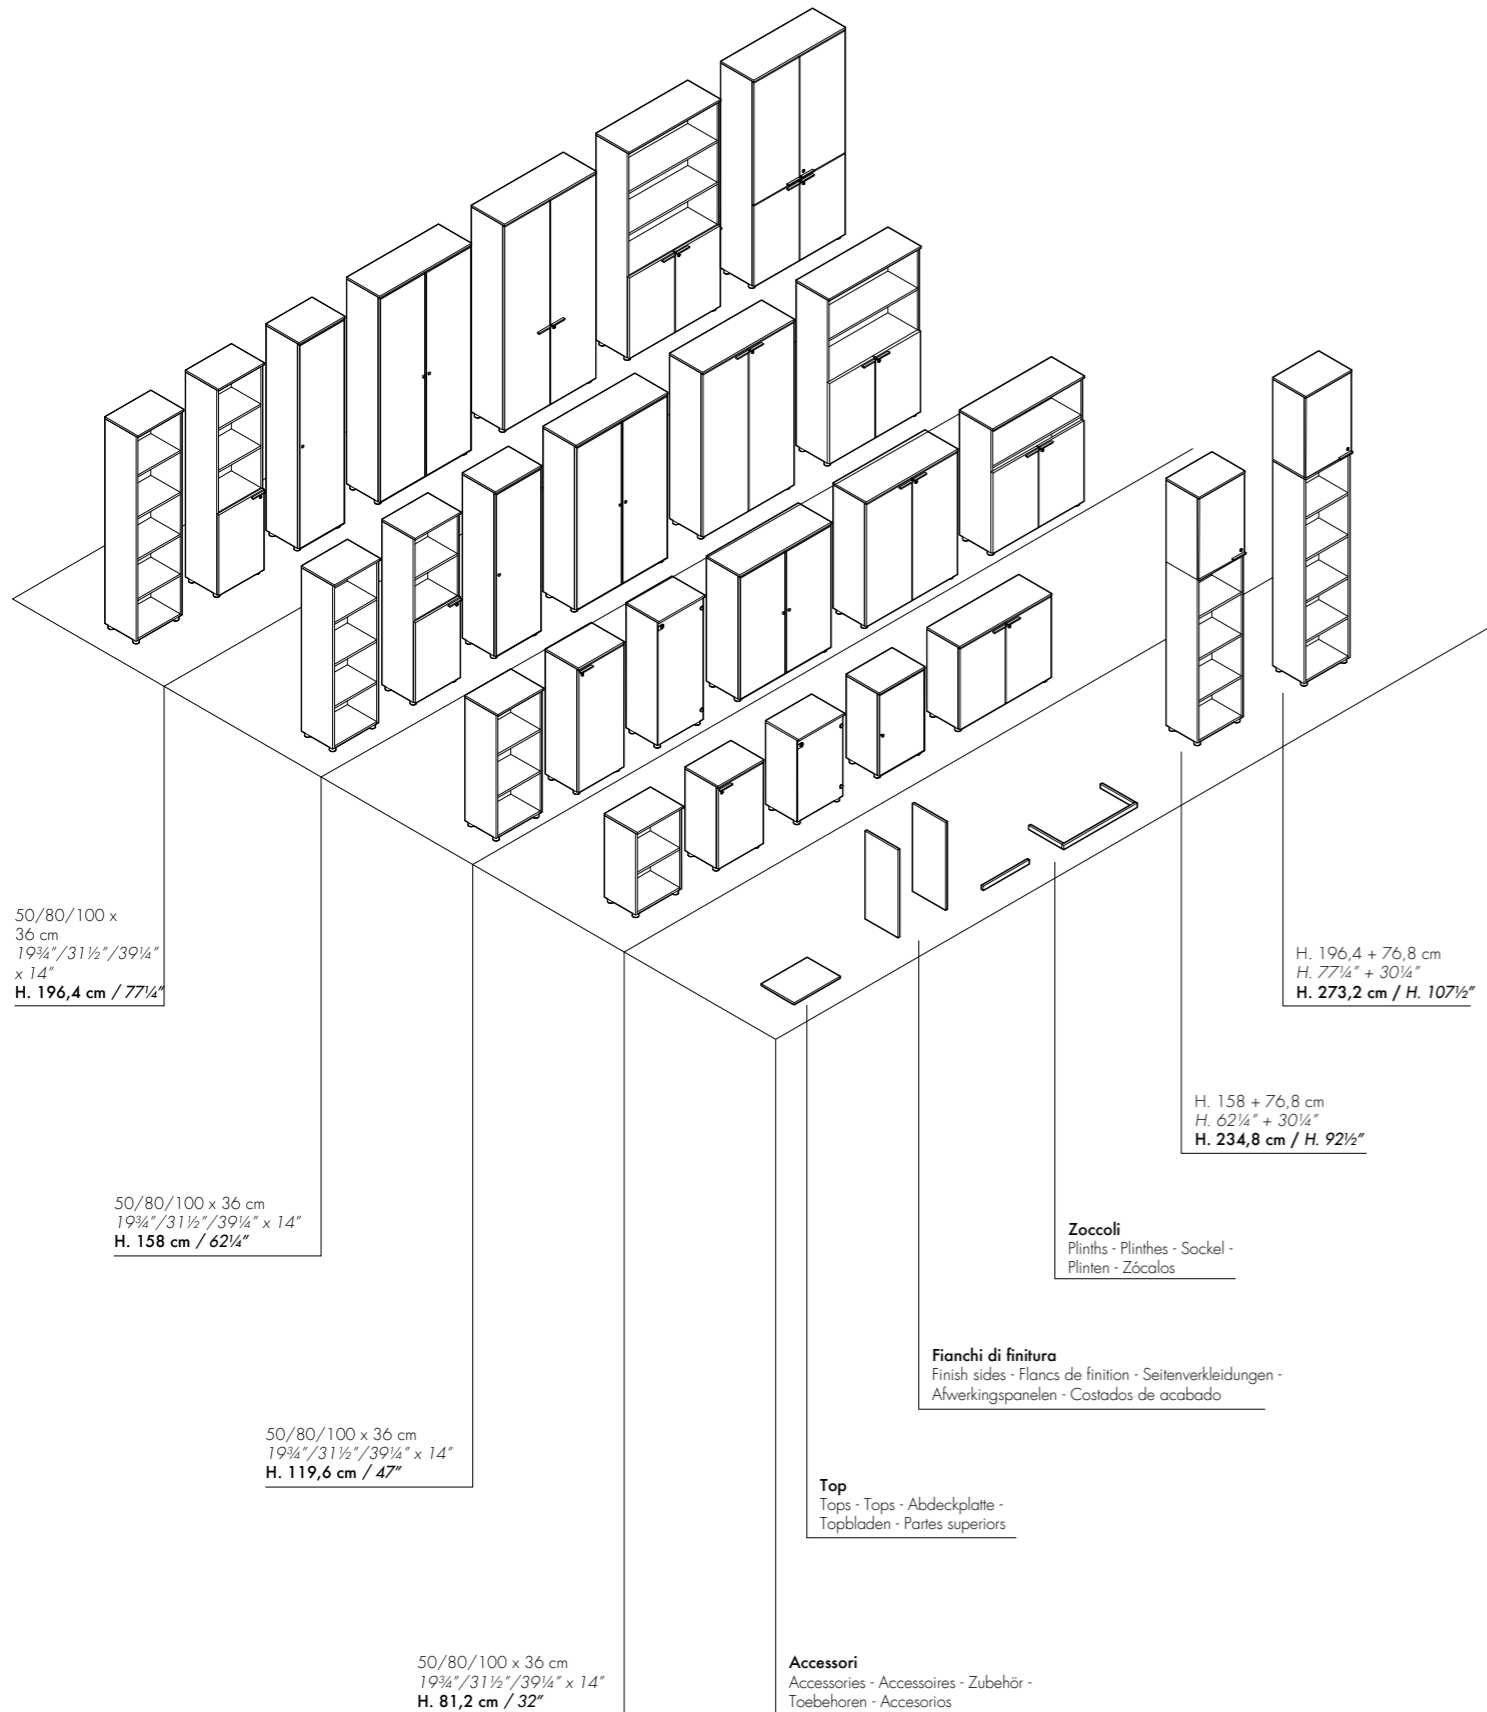 50/80/100 x
36 cm
19¾"/31½"/39¼"
x 14"
H. 196,4 cm / 77¼"
H. 196,4 + 76,8 cm
H. 77¼" + 30¼"
H. 273,2 cm / H. 107½"
H. 158 + 76,8 cm
H. 62¼" + 30¼"
H. 234,8 cm / H. 92½"
50/80/100 x 36 cm
19¾"/31½"/39¼" x 14"
H. 158 cm / 62¼"
Zoccoli
Plinths - Plinthes - Sockel -
Plinten - Zócalos
Fianchi di finitura
Finish sides - Flancs de finition - Seitenverkleidungen -
Afwerkingspanelen - Costados de acabado
50/80/100 x 36 cm
19¾"/31½"/39¼" x 14"
H. 119,6 cm / 47"
Top
Tops - Tops - Abdeckplatte -
Topbladen - Partes superiors
50/80/100 x 36 cm
19¾"/31½"/39¼" x 14"
H. 81,2 cm / 32"
Accessori
Accessories - Accessoires - Zubehör -
Toebehoren - Accesorios